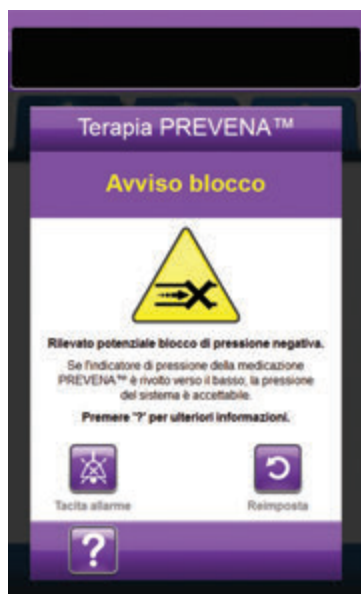 Terapia PREVENA™
Avviso blocco
Rilevato potenziale blocco di pressione negativa.
Se l'indicatore di pressione della medicazione
PREVENA™ è rivolto verso il basso, la pressione
del sistema è accettabile.
Premere '?' per ulteriori informazioni.
Tacita allarme
Reimposta
?